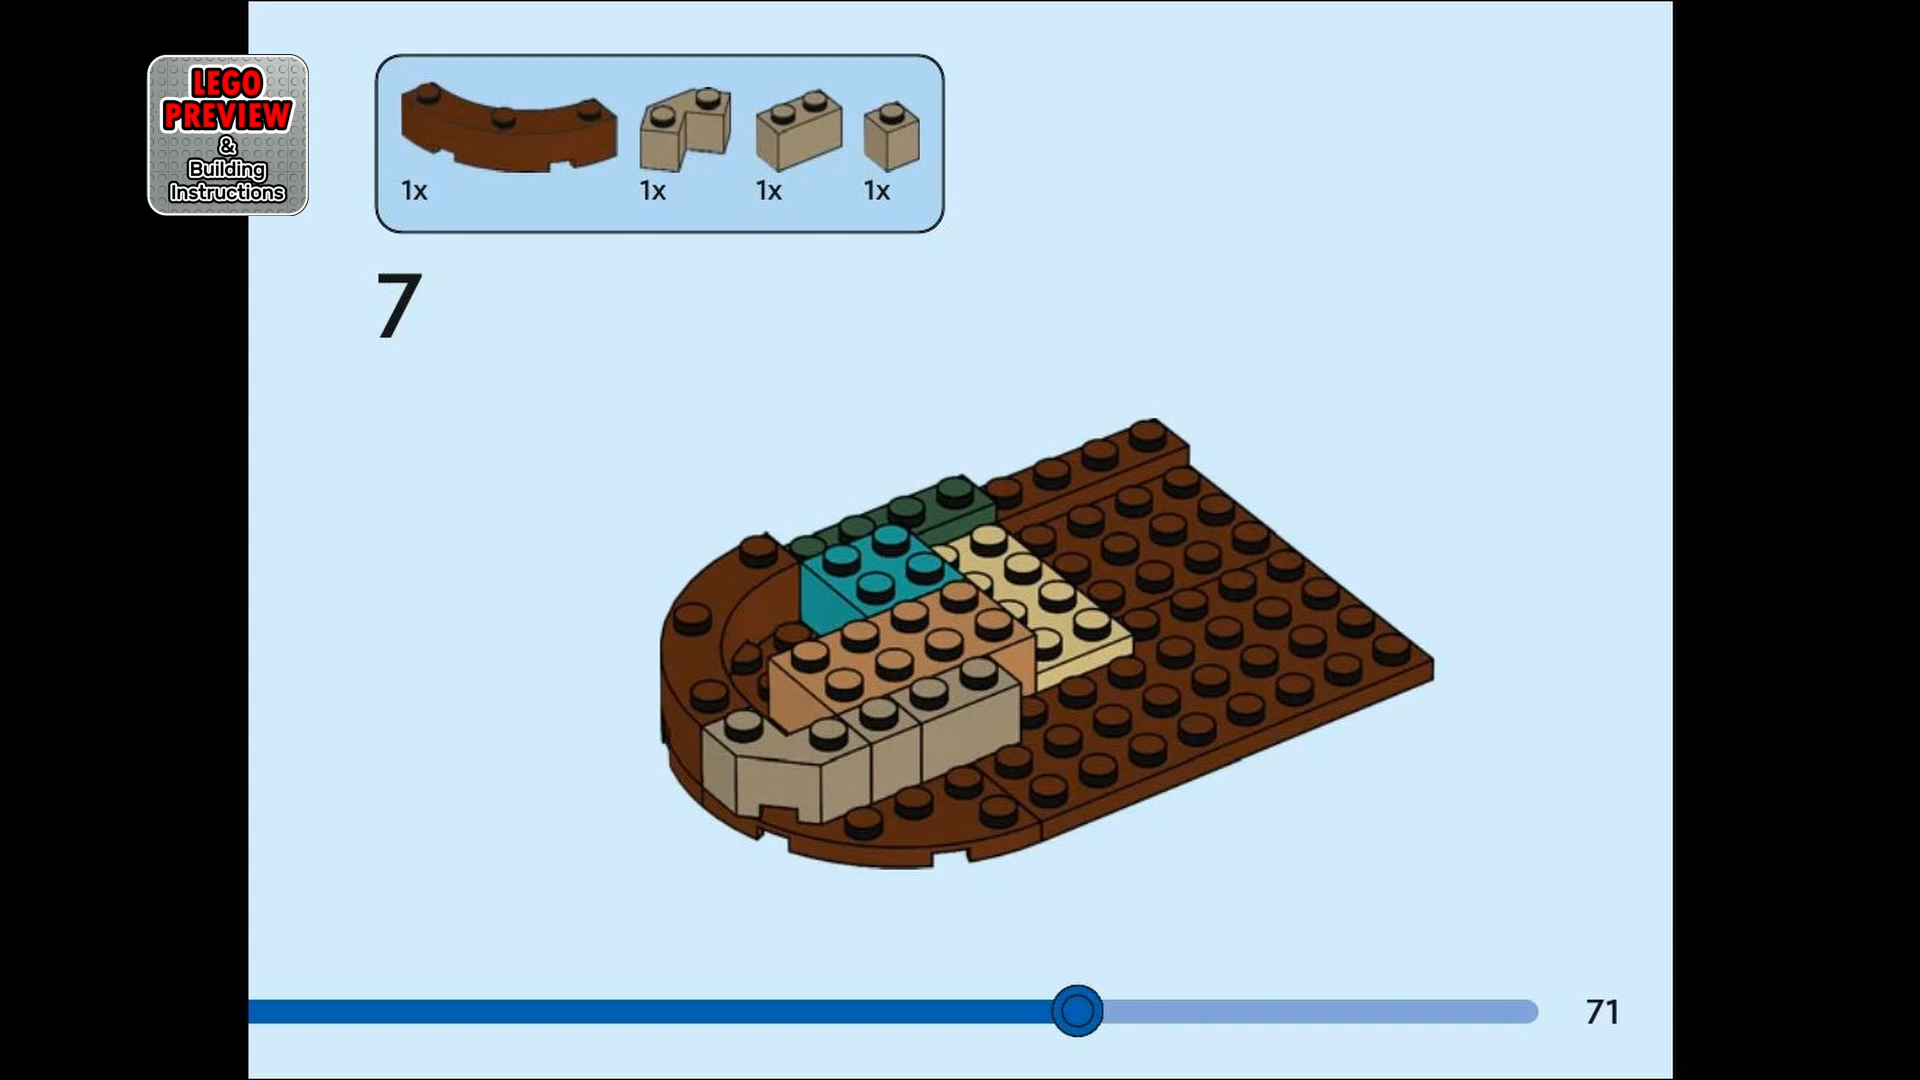 LEGO
PREVIEW
&
Building
Instructions
1x 1x 1x 1x
7
71